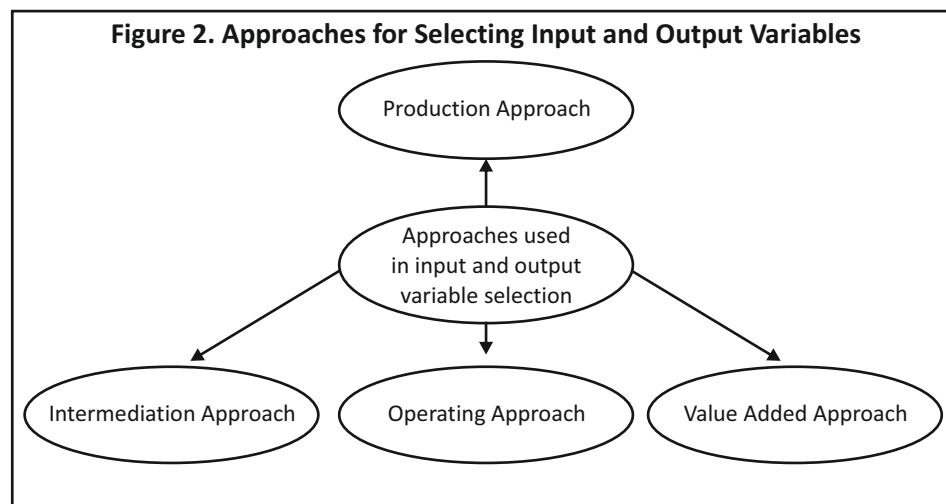 Figure 2. Approaches for Selecting Input and Output Variables
Production Approach
Approaches used
in input and output
variable selection
Intermediation Approach
Operating Approach
Value Added Approach